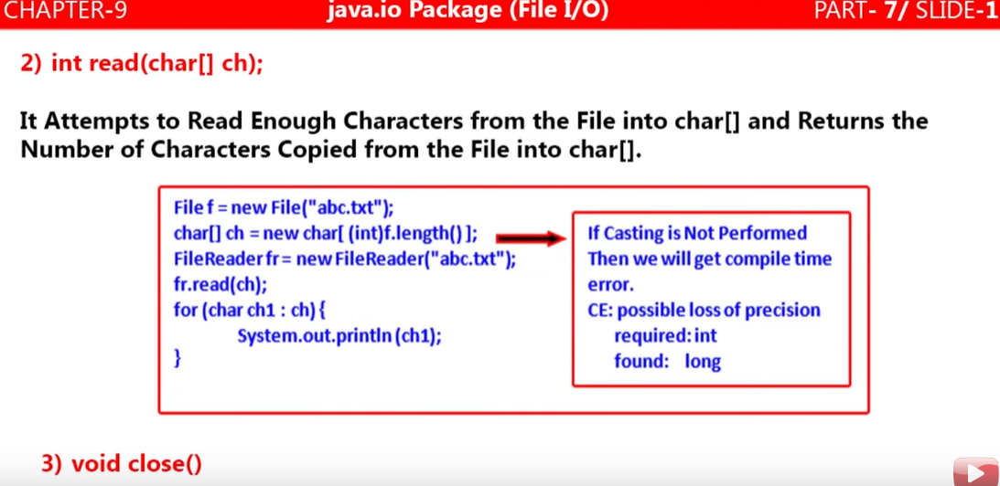 CHAPTER-9 java.io Package (File I/O) PART- 7/ SLIDE-1
2) int read(char[] ch);
It Attempts to Read Enough Characters from the File into char[] and Returns the
Number of Characters Copied from the File into char[].
File f = new File("abc.txt");
char[] ch = new char[ (int)f.length() ];
FileReader fr = new FileReader("abc.txt");
fr.read(ch);
for (char ch1 : ch) {
System.out.println (ch1);
}
If Casting is Not Performed
Then we will get compile time
error.
CE: possible loss of precision
required: int
found: long
3) void close()